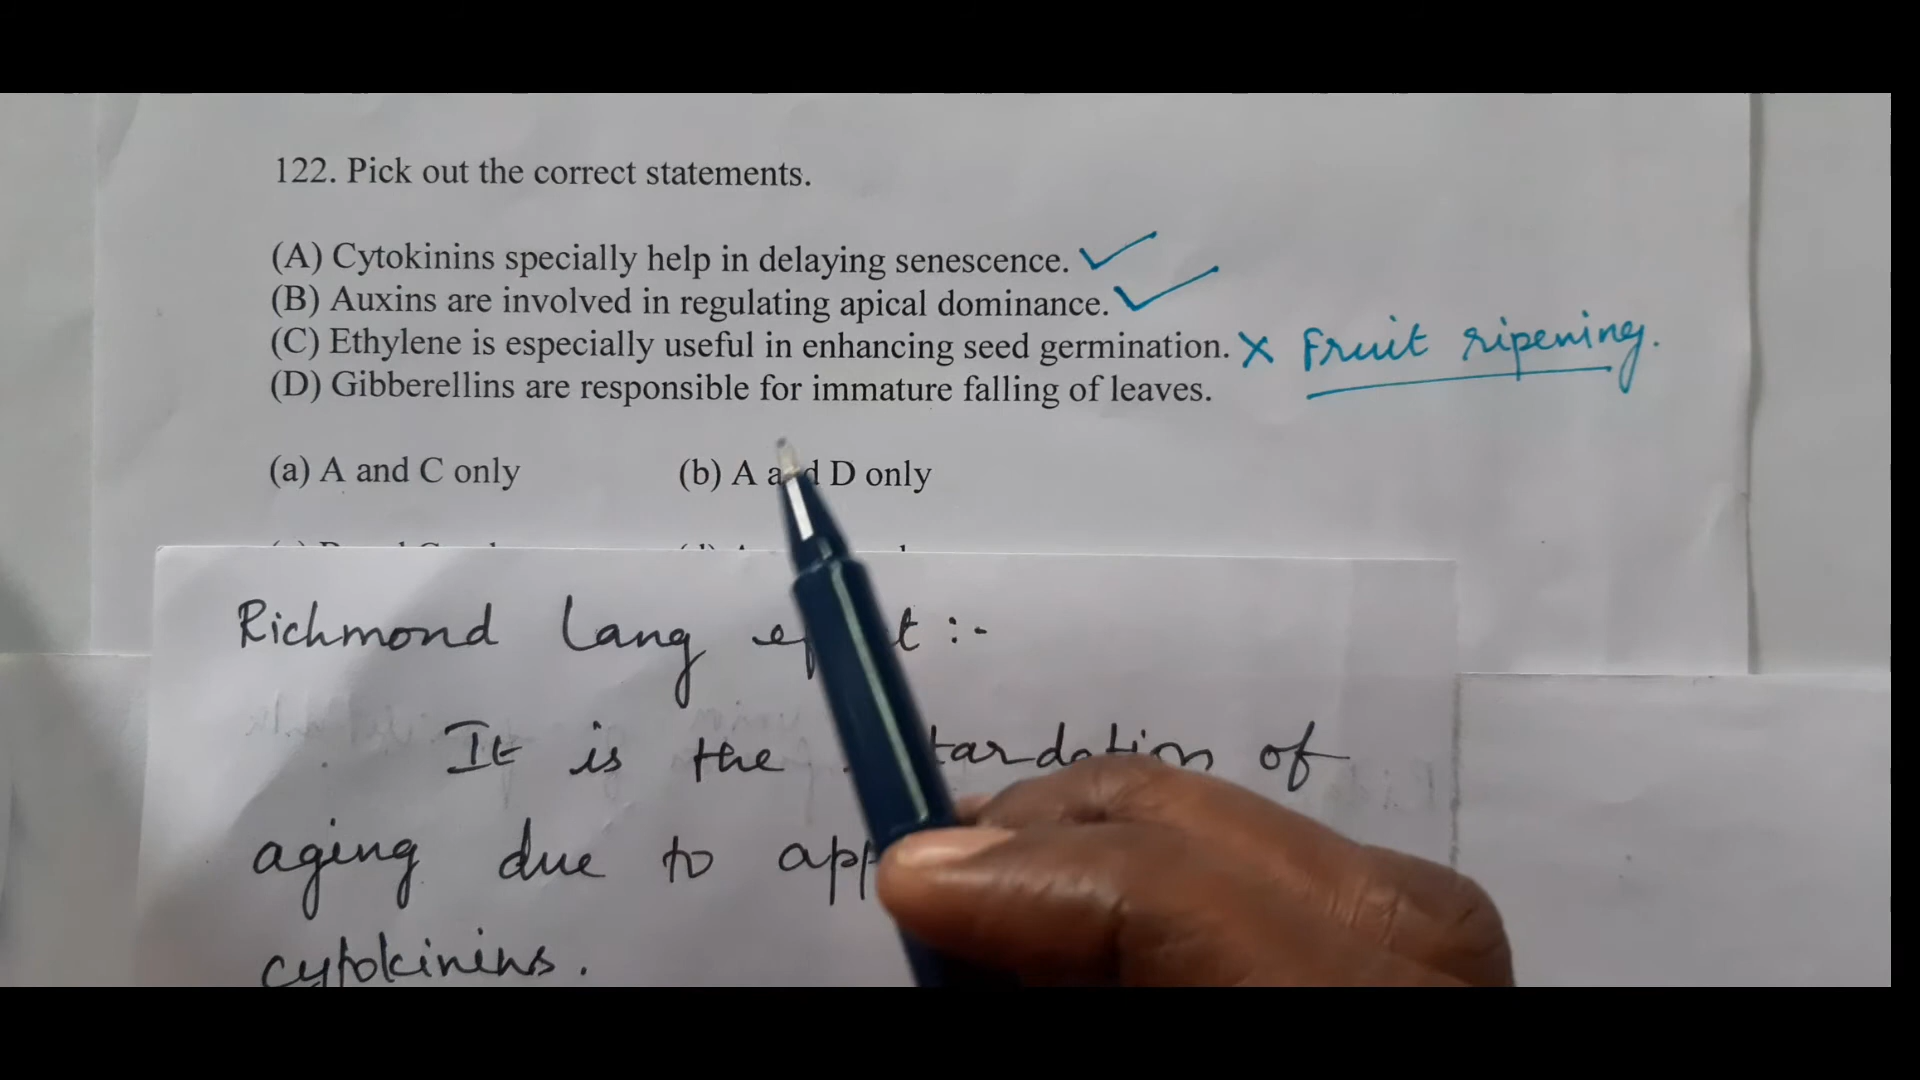 122. Pick out the correct statements.
(A) Cytokinins specially help in delaying senescence.
(B) Auxins are involved in regulating apical dominance.
(C) Ethylene is especially useful in enhancing seed germination. X Fruit ripening.
(D) Gibberellins are responsible for immature falling of leaves.
(a) A and C only (b) A and D only
Richmond Lang :-
It is the of
aging due to
cytokinins.